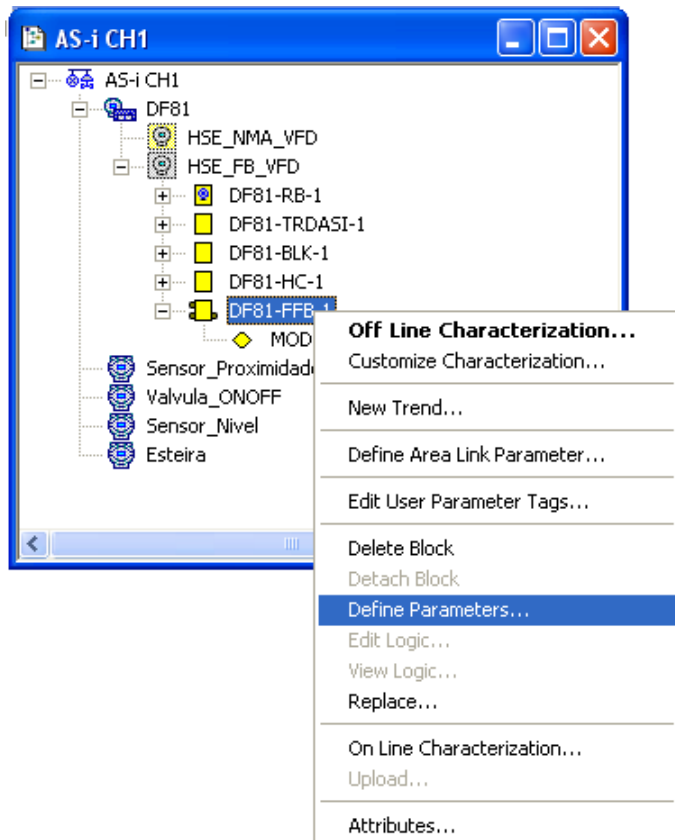 AS-i CH1
AS-i CH1
DF81
HSE_NMA_VFD
HSE_FB_VFD
DF81-RB-1
DF81-TRDASI-1
DF81-BLK-1
DF81-HC-1
DF81-FFB-1
MOD
Sensor_Proximidad
Valvula_ONOFF
Sensor_Nivel
Esteira
Off Line Characterization...
Customize Characterization...
New Trend...
Define Area Link Parameter...
Edit User Parameter Tags...
Delete Block
Detach Block
Define Parameters...
Edit Logic...
View Logic...
Replace...
On Line Characterization...
Upload...
Attributes...